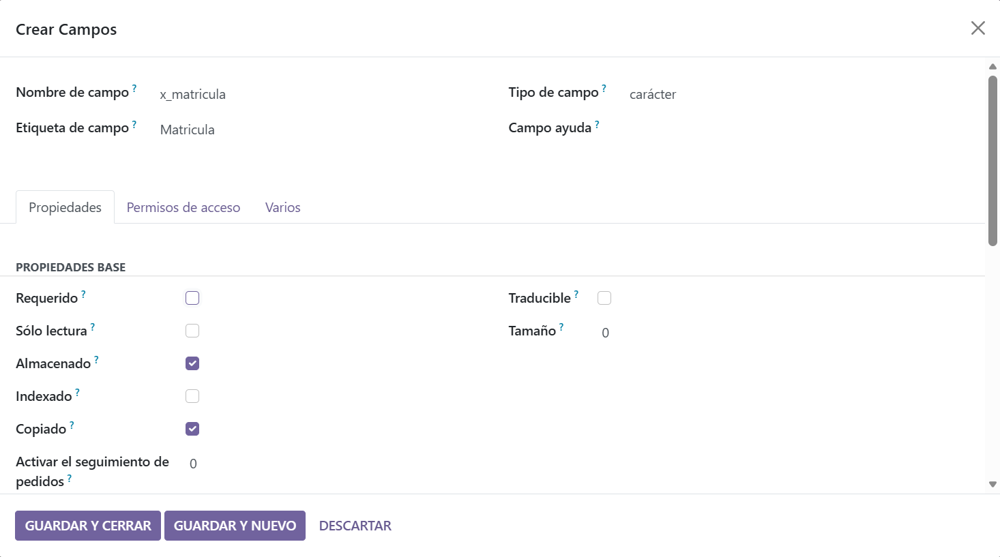 Crear Campos
Nombre de campo ? x_matricula
Tipo de campo ? carácter
Etiqueta de campo ? Matricula
Campo ayuda ?
Propiedades Permisos de acceso Varios
PROPIEDADES BASE
Requerido ?
Traducible ?
Sólo lectura ?
Tamaño ? 0
Almacenado ?
Indexado ?
Copiado ?
Activar el seguimiento de
pedidos ? 0
GUARDAR Y CERRAR GUARDAR Y NUEVO DESCARTAR